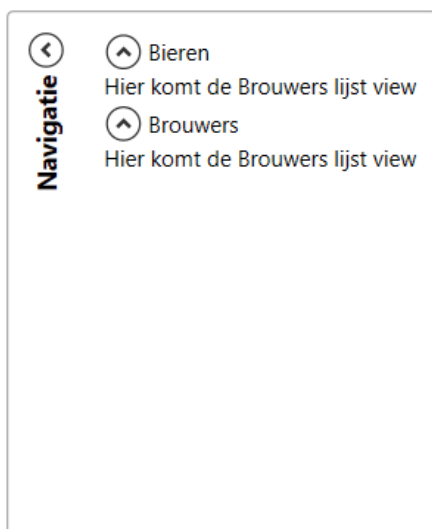 Navigatie
Bieren
Hier komt de Brouwers lijst view
Brouwers
Hier komt de Brouwers lijst view